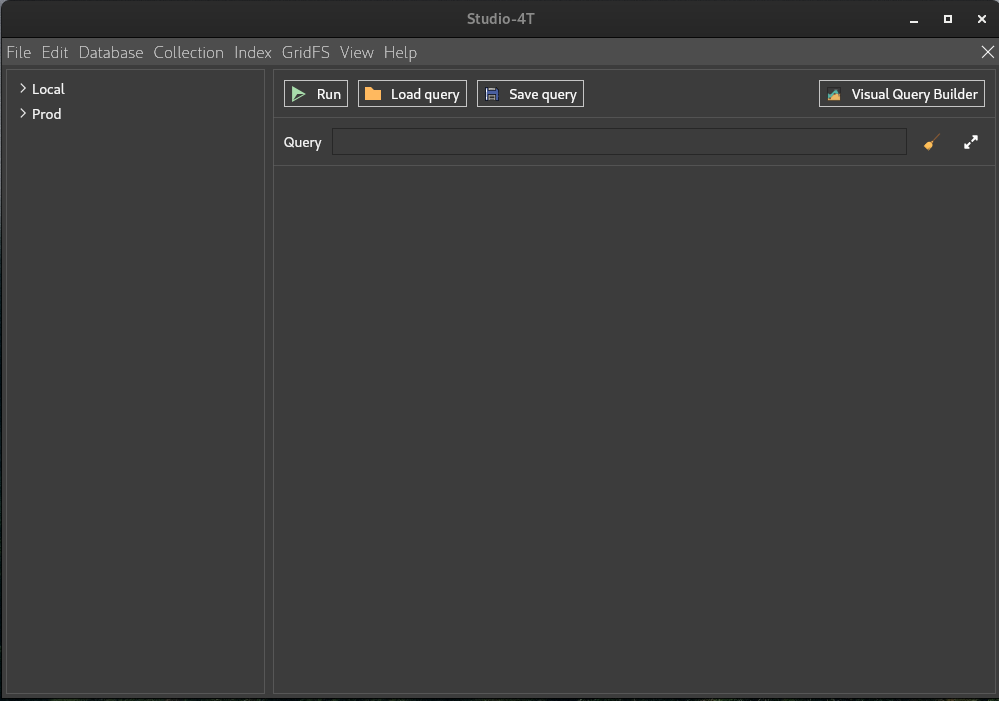 Studio-4T
File Edit Database Collection Index GridFS View Help
Local
Prod
Run Load query Save query Visual Query Builder
Query